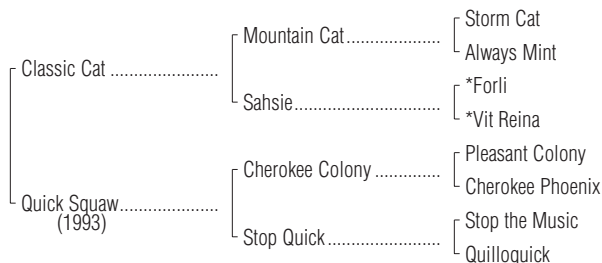 Storm Cat
Mountain Cat....................
Always Mint
Classic Cat .......................
*Forli
Sahsie...............................
*Vit Reina
Pleasant Colony
Cherokee Colony ..............
Cherokee Phoenix
Quick Squaw.....................
(1993)
Stop the Music
Stop Quick........................
Quilloquick